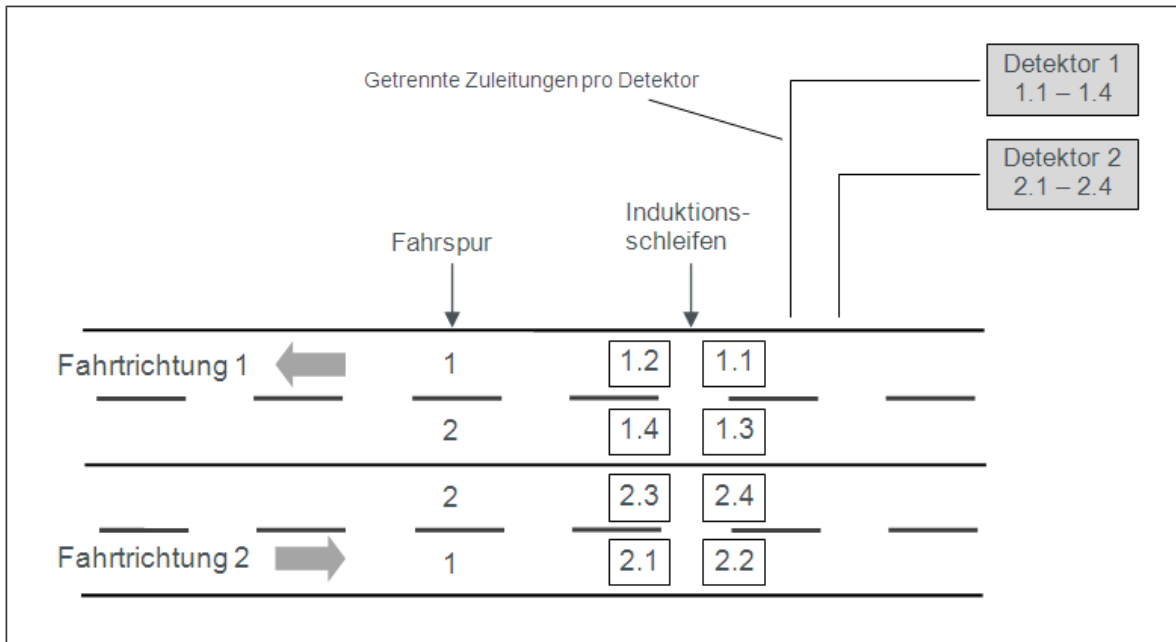 Detektor 1
1.1 – 1.4
Getrennte Zuleitungen pro Detektor
Detektor 2
2.1 – 2.4
Induktions-
schleifen
Fahrspur
Fahrtrichtung 1 1 1.2 1.1
2 1.4 1.3
2 2.3 2.4
Fahrtrichtung 2 1 2.1 2.2